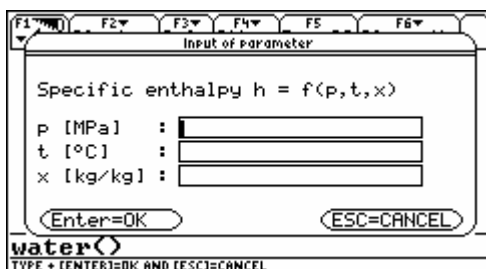 F1 F2 F3 F4 F5 F6
Input of parameter
Specific enthalpy h = f(p,t,x)
p [MPa] :
t [°C] :
x [kg/kg] :
Enter=OK ESC=CANCEL
water()
TYPE + [ENTER]=OK AND [ESC]=CANCEL